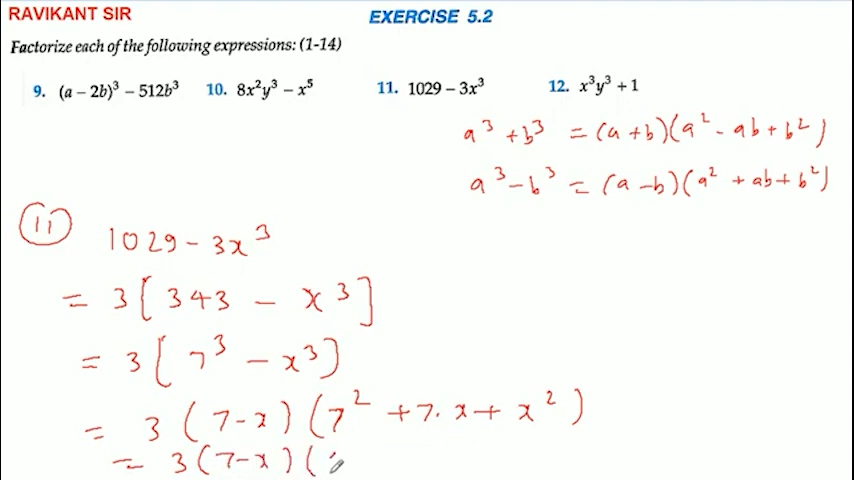 RAVIKANT SIR
EXERCISE 5.2
Factorize each of the following expressions: (1-14)
9. (a − 2b)³ − 512b³ 10. 8x²y³ − x⁵ 11. 1029 − 3x³ 12. x³y³ + 1
a³ + b³ = (a + b)(a² - ab + b²)
a³ − b³ = (a − b)(a² + ab + b²)
11
1029 − 3x³
= 3[343 − x³]
= 3[7³ − x³)
= 3(7-x)(7² + 7.x + x²)
= 3(7-x)(